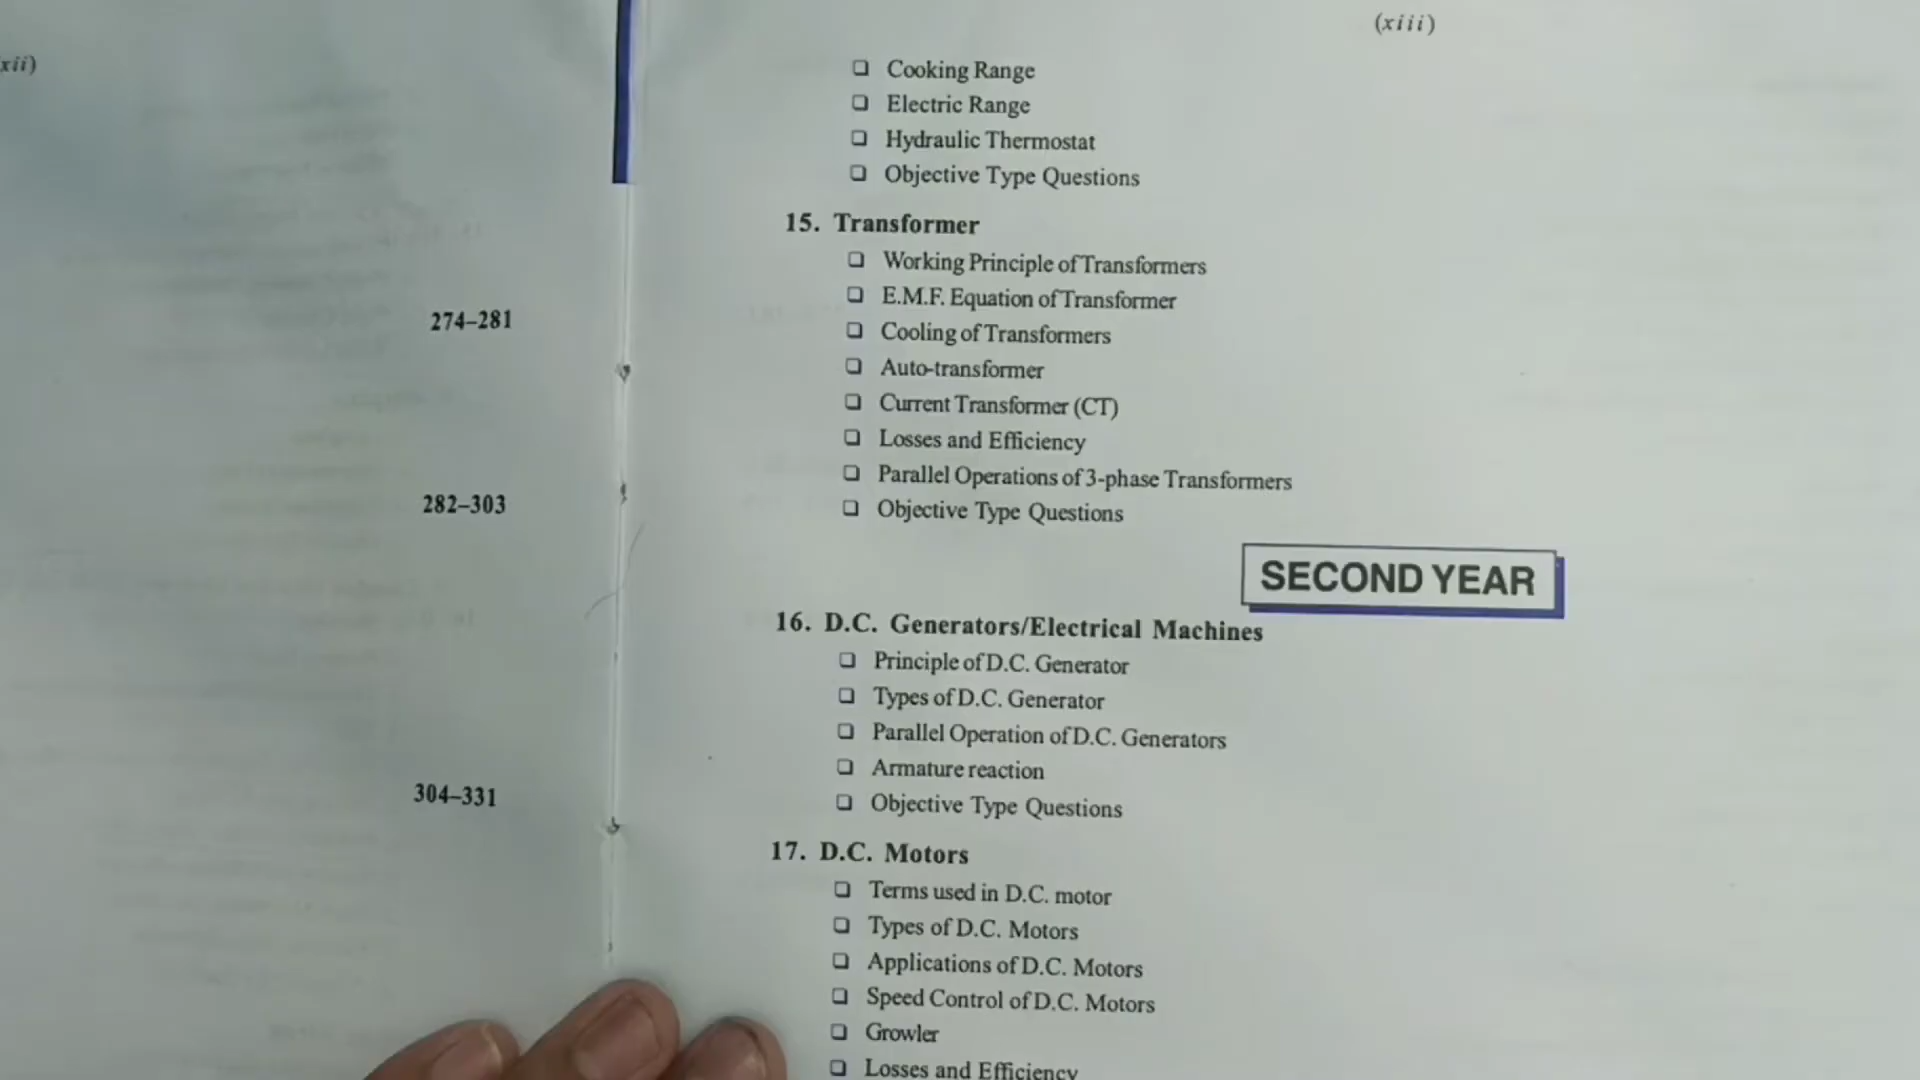 xii)
274–281
282–303
304–331
(xiii)
❑ Cooking Range
❑ Electric Range
❑ Hydraulic Thermostat
❑ Objective Type Questions
15. Transformer
❑ Working Principle of Transformers
❑ E.M.F. Equation of Transformer
❑ Cooling of Transformers
❑ Auto-transformer
❑ Current Transformer (CT)
❑ Losses and Efficiency
❑ Parallel Operations of 3-phase Transformers
❑ Objective Type Questions
SECOND YEAR
16. D.C. Generators/Electrical Machines
❑ Principle of D.C. Generator
❑ Types of D.C. Generator
❑ Parallel Operation of D.C. Generators
❑ Armature reaction
❑ Objective Type Questions
17. D.C. Motors
❑ Terms used in D.C. motor
❑ Types of D.C. Motors
❑ Applications of D.C. Motors
❑ Speed Control of D.C. Motors
❑ Growler
❑ Losses and Efficiency